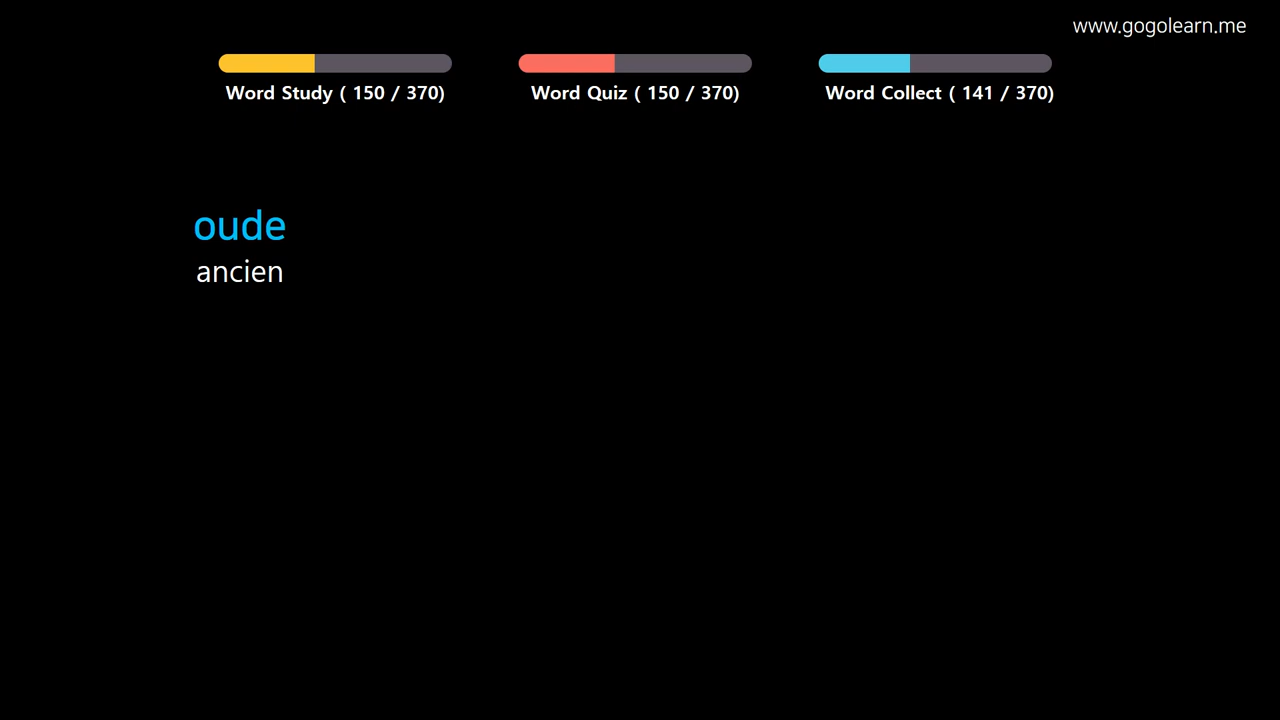 www.gogolearn.me
Word Study ( 150 / 370)
Word Quiz ( 150 / 370)
Word Collect ( 141 / 370)
oude
ancien